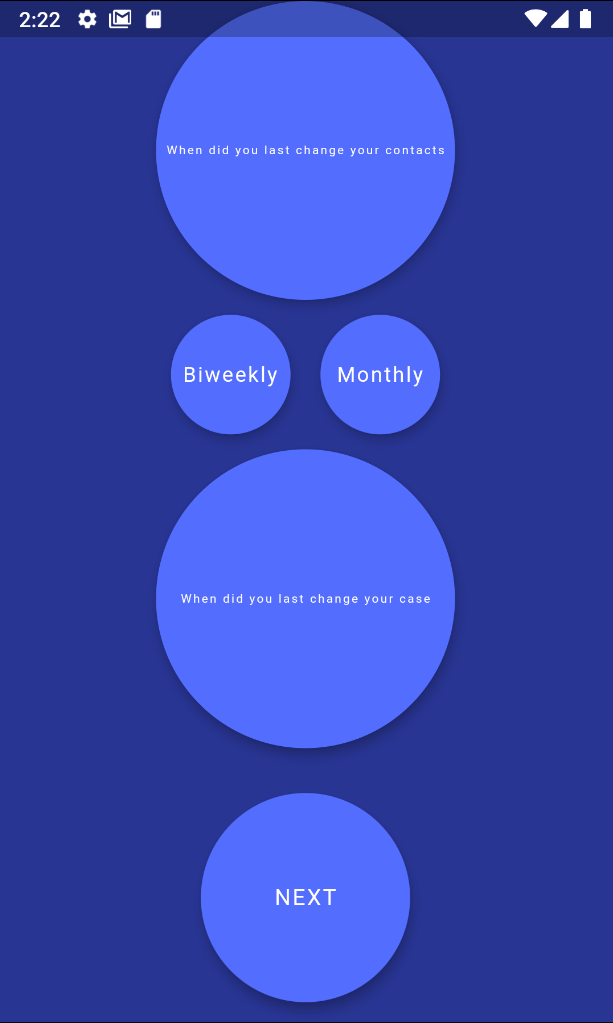 2:22
When did you last change your contacts
Biweekly Monthly
When did you last change your case
NEXT